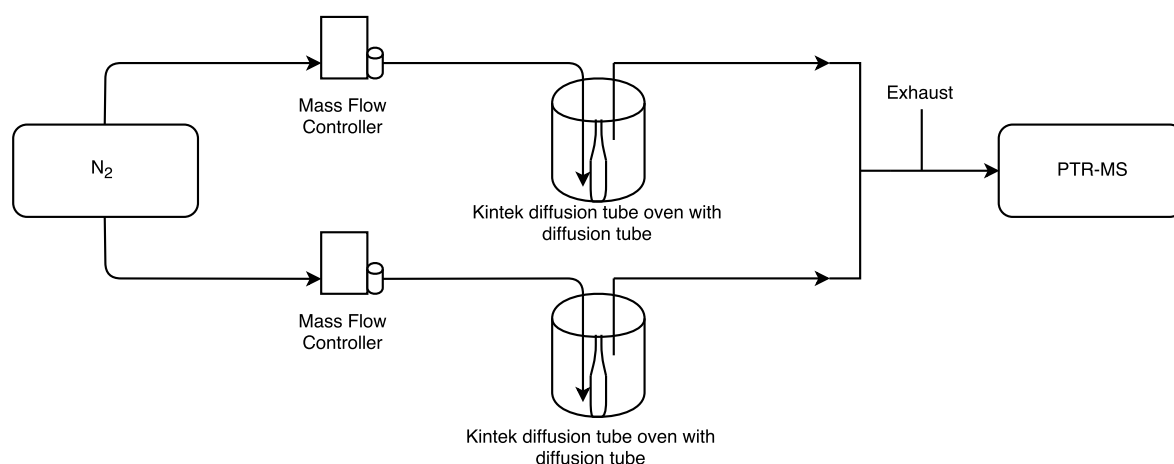 Exhaust
Mass Flow
Controller
N₂
PTR-MS
Kintek diffusion tube oven with
diffusion tube
Mass Flow
Controller
Kintek diffusion tube oven with
diffusion tube